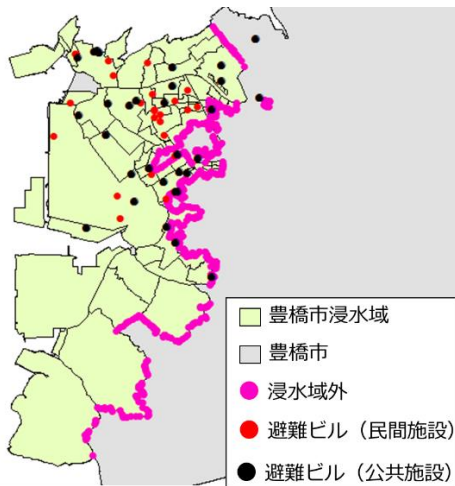 豊橋市浸水域
豊橋市
浸水域外
避難ビル（民間施設）
避難ビル（公共施設）